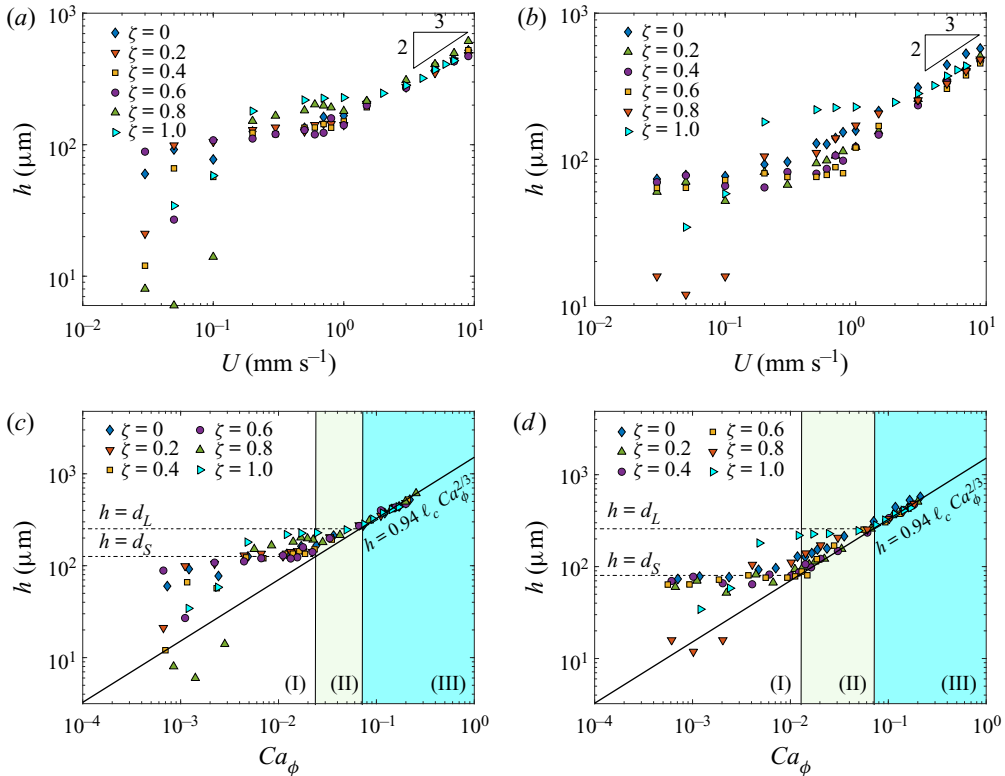 (a)
10³
10²
10¹
h (μm)
ζ = 0
ζ = 0.2
ζ = 0.4
ζ = 0.6
ζ = 0.8
ζ = 1.0
3
2
10⁻² 10⁻¹ 10⁰ 10¹
U (mm s⁻¹)
(b)
10³
10²
10¹
h (μm)
ζ = 0
ζ = 0.2
ζ = 0.4
ζ = 0.6
ζ = 0.8
ζ = 1.0
3
2
10⁻² 10⁻¹ 10⁰ 10¹
U (mm s⁻¹)
(c)
10³
10²
10¹
h (μm)
ζ = 0 ζ = 0.6
ζ = 0.2 ζ = 0.8
ζ = 0.4 ζ = 1.0
h = d_L
h = d_S
h = 0.94 ℓ_c Ca_ϕ^{2/3}
(I) (II) (III)
10⁻⁴ 10⁻³ 10⁻² 10⁻¹ 10⁰
Ca_ϕ
(d)
10³
10²
10¹
h (μm)
ζ = 0 ζ = 0.6
ζ = 0.2 ζ = 0.8
ζ = 0.4 ζ = 1.0
h = d_L
h = d_S
h = 0.94 ℓ_c Ca_ϕ^{2/3}
(I) (II) (III)
10⁻⁴ 10⁻³ 10⁻² 10⁻¹ 10⁰
Ca_ϕ